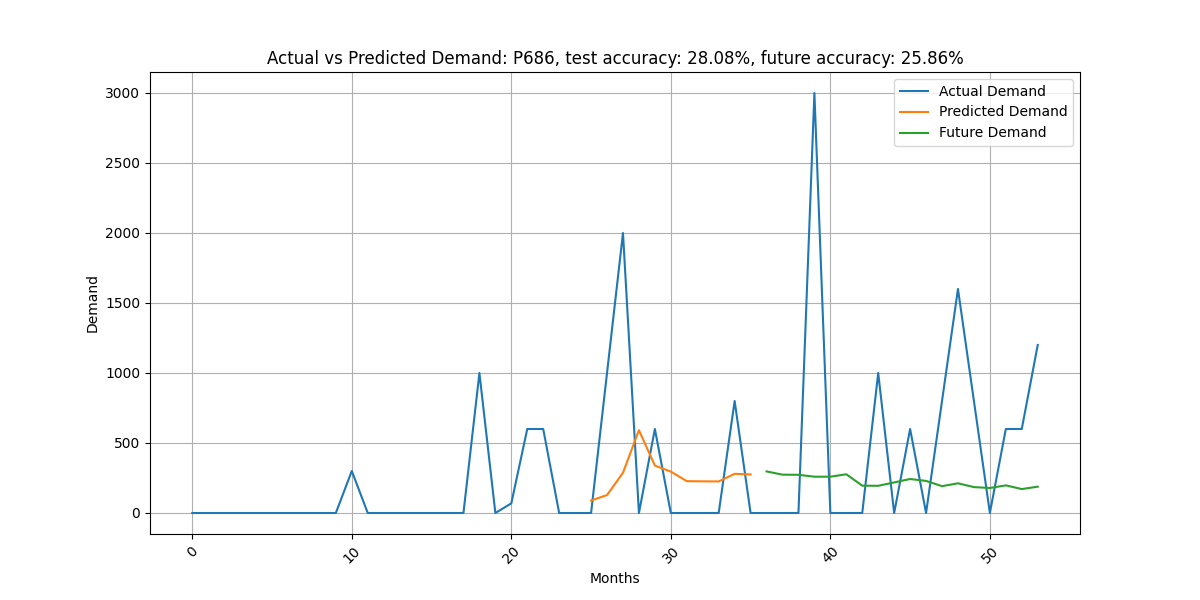 Actual vs Predicted Demand: P686, test accuracy: 28.08%, future accuracy: 25.86%
Actual Demand
Predicted Demand
Future Demand
3000
2500
2000
1500
1000
500
0
Demand
0
10
20
30
40
50
Months